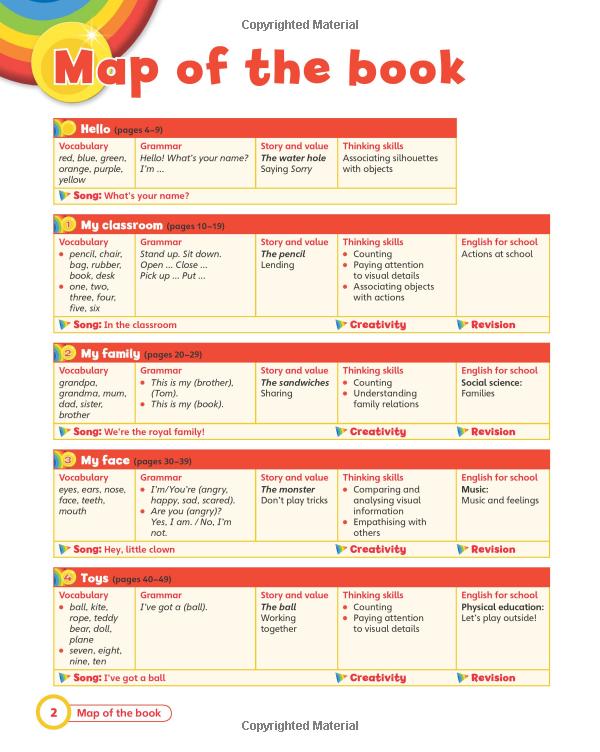 Copyrighted Material
Map of the book
Hello (pages 4–9)
Vocabulary
red, blue, green,
orange, purple,
yellow
Grammar
Hello! What's your name?
I'm ...
Story and value
The water hole
Saying Sorry
Thinking skills
Associating silhouettes
with objects
Song: What's your name?
1 My classroom (pages 10–19)
Vocabulary
• pencil, chair,
bag, rubber,
book, desk
• one, two,
three, four,
five, six
Grammar
Stand up. Sit down.
Open ... Close ...
Pick up ... Put ...
Story and value
The pencil
Lending
Thinking skills
• Counting
• Paying attention
to visual details
• Associating objects
with actions
English for school
Actions at school
Song: In the classroom
Creativity
Revision
2 My family (pages 20–29)
Vocabulary
grandpa,
grandma, mum,
dad, sister,
brother
Grammar
• This is my (brother),
(Tom).
• This is my (book).
Story and value
The sandwiches
Sharing
Thinking skills
• Counting
• Understanding
family relations
English for school
Social science:
Families
Song: We're the royal family!
Creativity
Revision
3 My face (pages 30–39)
Vocabulary
eyes, ears, nose,
face, teeth,
mouth
Grammar
• I'm/You're (angry,
happy, sad, scared).
• Are you (angry)?
Yes, I am. / No, I'm
not.
Story and value
The monster
Don't play tricks
Thinking skills
• Comparing and
analysing visual
information
• Empathising with
others
English for school
Music:
Music and feelings
Song: Hey, little clown
Creativity
Revision
4 Toys (pages 40–49)
Vocabulary
• ball, kite,
rope, teddy
bear, doll,
plane
• seven, eight,
nine, ten
Grammar
I've got a (ball).
Story and value
The ball
Working
together
Thinking skills
• Counting
• Paying attention
to visual details
English for school
Physical education:
Let's play outside!
Song: I've got a ball
Creativity
Revision
2 Map of the book
Copyrighted Material